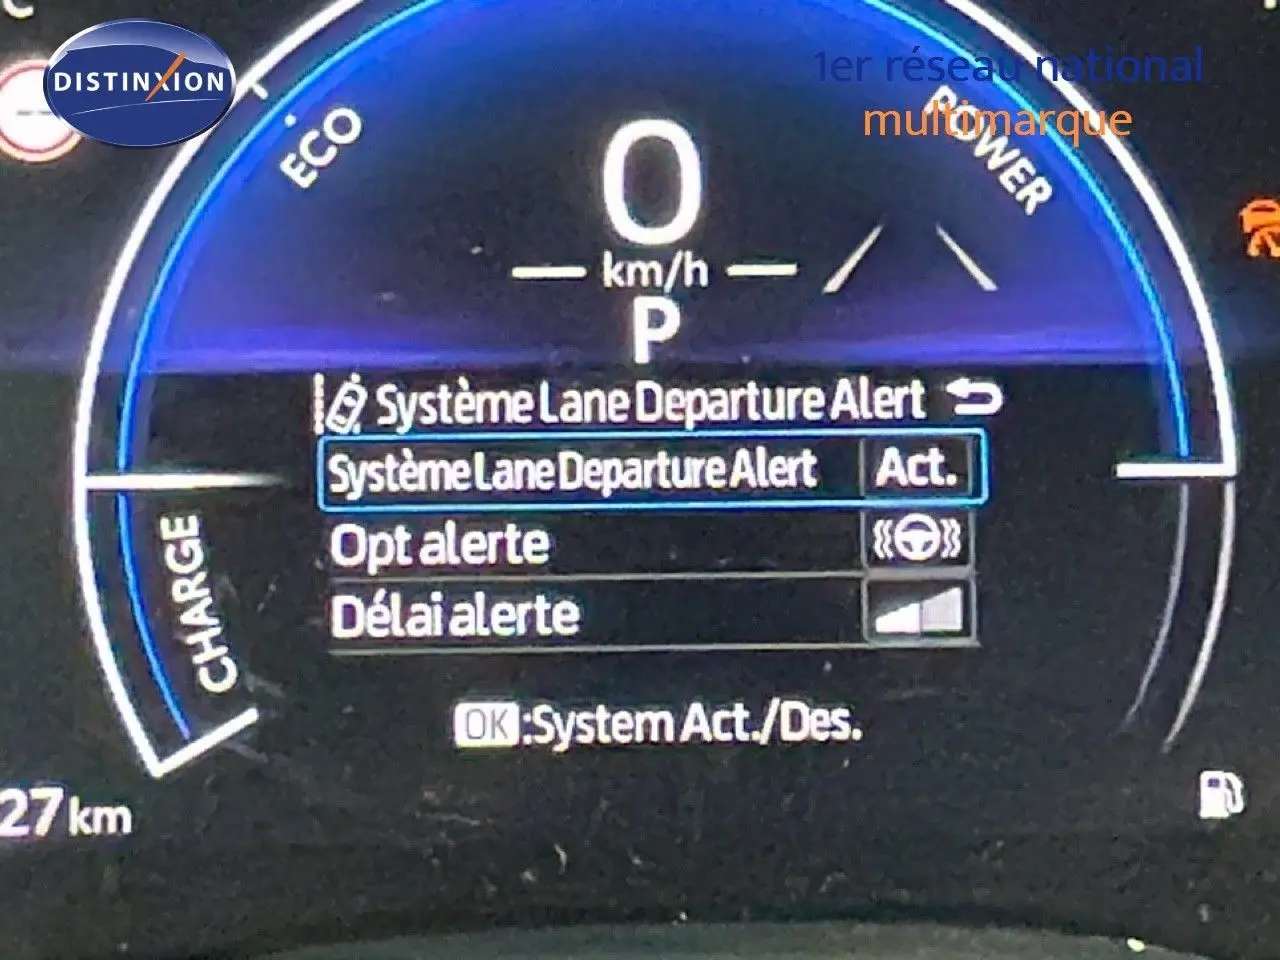 C
DISTINXION
1er réseau national
multimarque
--
ECO
POWER
0
km/h
P
Système Lane Departure Alert
Système Lane Departure Alert Act.
Opt alerte
Délai alerte
CHARGE
OK :System Act./Des.
27 km